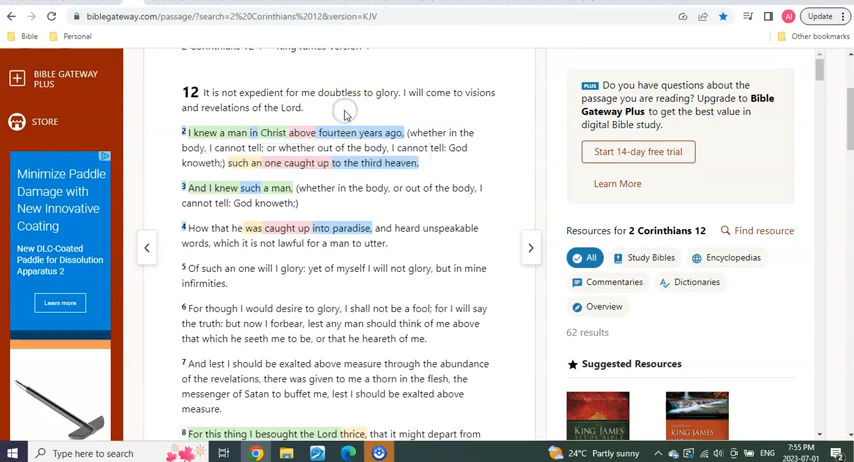 biblegateway.com/passage/?search=2%20Corinthians%2012&version=KJV
Update
Bible
Personal
Other bookmarks
BIBLE GATEWAY
PLUS
STORE
Minimize Paddle
Damage with
New Innovative
Coating
New DLC-Coated
Paddle for Dissolution
Apparatus 2
Learn more
2 Corinthians 12
King James Version
12 It is not expedient for me doubtless to glory. I will come to visions
and revelations of the Lord.
2 I knew a man in Christ above fourteen years ago, (whether in the
body, I cannot tell; or whether out of the body, I cannot tell: God
knoweth;) such an one caught up to the third heaven.
3 And I knew such a man, (whether in the body, or out of the body, I
cannot tell: God knoweth;)
4 How that he was caught up into paradise, and heard unspeakable
words, which it is not lawful for a man to utter.
5 Of such an one will I glory: yet of myself I will not glory, but in mine
infirmities.
6 For though I would desire to glory, I shall not be a fool; for I will say
the truth: but now I forbear, lest any man should think of me above
that which he seeth me to be, or that he heareth of me.
7 And lest I should be exalted above measure through the abundance
of the revelations, there was given to me a thorn in the flesh, the
messenger of Satan to buffet me, lest I should be exalted above
measure.
8 For this thing I besought the Lord thrice, that it might depart from
PLUS Do you have questions about the
passage you are reading? Upgrade to Bible
Gateway Plus to get the best value in
digital Bible study.
Start 14-day free trial
Learn More
Resources for 2 Corinthians 12
Find resource
All
Study Bibles
Encyclopedias
Commentaries
Dictionaries
Overview
62 results
Suggested Resources
KING JAMES
KING JAMES
Type here to search
24°C Partly sunny
ENG
7:55 PM
2023-07-01
2